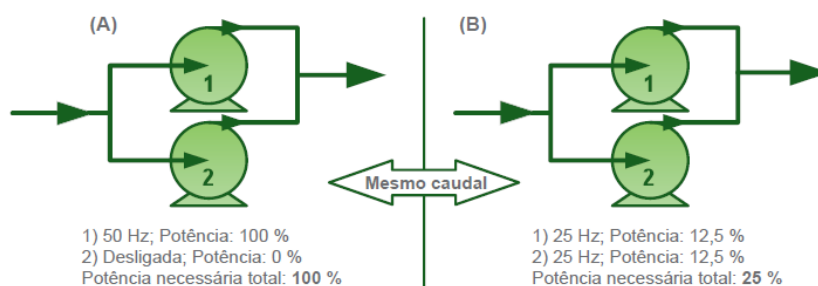 (A)
1
2
1) 50 Hz; Potência: 100 %
2) Desligada; Potência: 0 %
Potência necessária total: 100 %
Mesmo caudal
(B)
1
2
1) 25 Hz; Potência: 12,5 %
2) 25 Hz; Potência: 12,5 %
Potência necessária total: 25 %